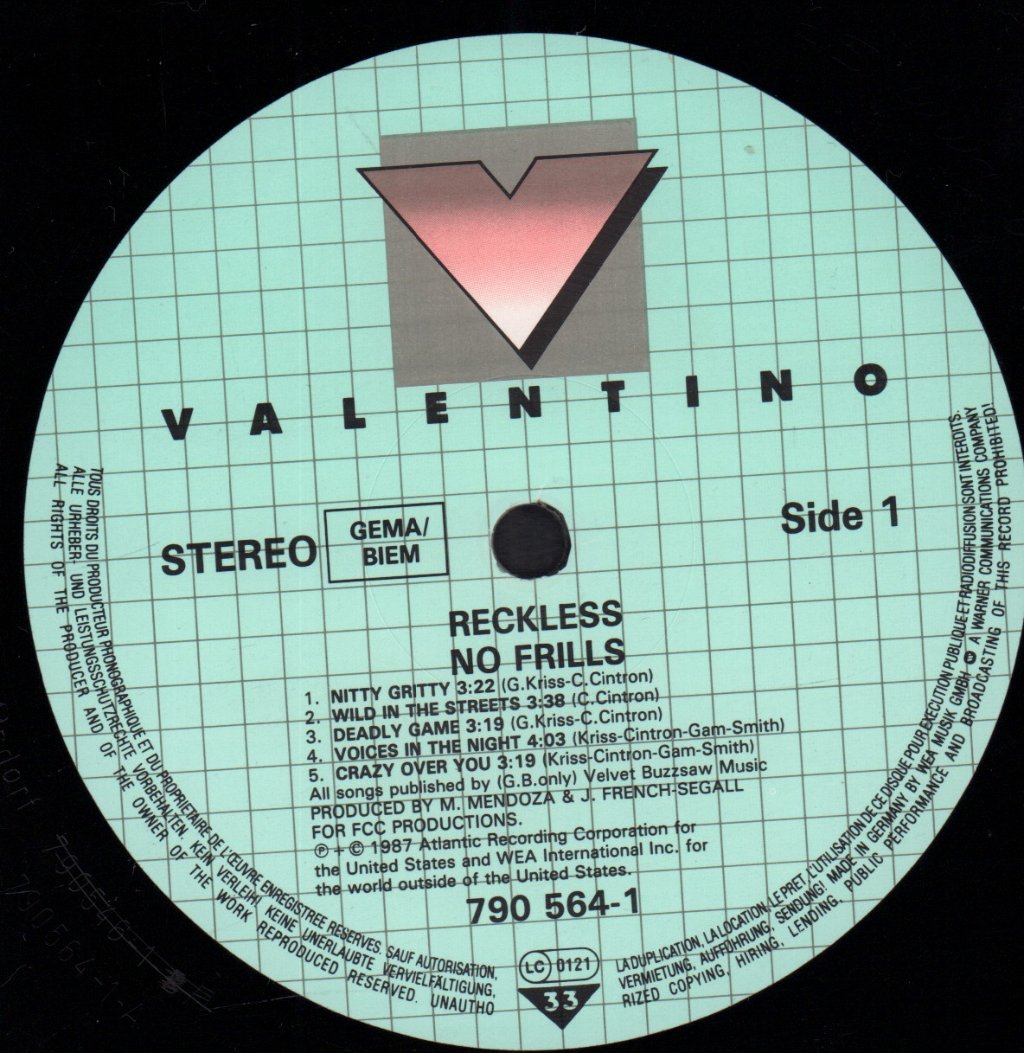 VALENTINO
STEREO
GEMA/
BIEM
Side 1
RECKLESS
NO FRILLS
1. NITTY GRITTY 3:22 (G.Kriss-C.Cintron)
2. WILD IN THE STREETS 3:38 (C.Cintron)
3. DEADLY GAME 3:19 (G.Kriss-C.Cintron)
4. VOICES IN THE NIGHT 4:03 (Kriss-Cintron-Gam-Smith)
5. CRAZY OVER YOU 3:19 (Kriss-Cintron-Gam-Smith)
All songs published by (G.B.only) Velvet Buzzsaw Music
PRODUCED BY M. MENDOZA & J. FRENCH-SEGALL
FOR FCC PRODUCTIONS.
℗ + © 1987 Atlantic Recording Corporation for
the United States and WEA International Inc. for
the world outside of the United States.
790 564-1
LC 0121
33
TOUS DROITS DU PRODUCTEUR PHONOGRAPHIQUE ET DU PROPRIETAIRE DE L'ŒUVRE ENREGISTREE RESERVES. SAUF AUTORISATION, LA DUPLICATION, LA LOCATION, LE PRET, L'UTILISATION DE CE DISQUE POUR EXECUTION PUBLIQUE ET RADIODIFFUSION SONT INTERDITS.
ALLE URHEBER- UND LEISTUNGSSCHUTZRECHTE VORBEHALTEN. KEIN VERLEIH! KEINE UNERLAUBTE VERVIELFÄLTIGUNG, VERMIETUNG, AUFFÜHRUNG, SENDUNG! MADE IN GERMANY BY WEA MUSIK GMBH. A WARNER COMMUNICATIONS COMPANY
ALL RIGHTS OF THE PRODUCER AND OF THE OWNER OF THE WORK REPRODUCED RESERVED. UNAUTHORIZED COPYING, HIRING, LENDING, PUBLIC PERFORMANCE AND BROADCASTING OF THIS RECORD PROHIBITED!